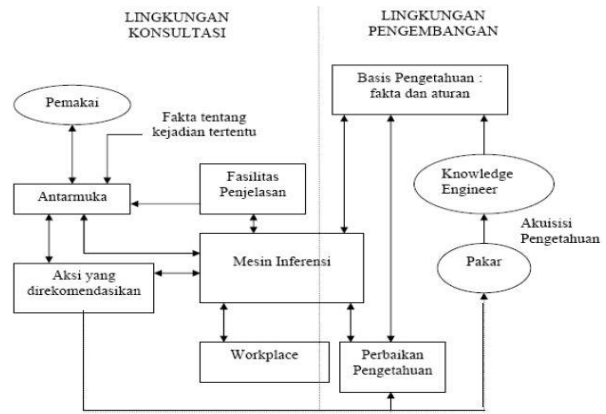 LINGKUNGAN
KONSULTASI
LINGKUNGAN
PENGEMBANGAN
Basis Pengetahuan :
fakta dan aturan
Pemakai
Fakta tentang
kejadian tertentu
Fasilitas
Penjelasan
Knowledge
Engineer
Antarmuka
Akuisisi
Pengetahuan
Mesin Inferensi
Pakar
Aksi yang
direkomendasikan
Workplace
Perbaikan
Pengetahuan